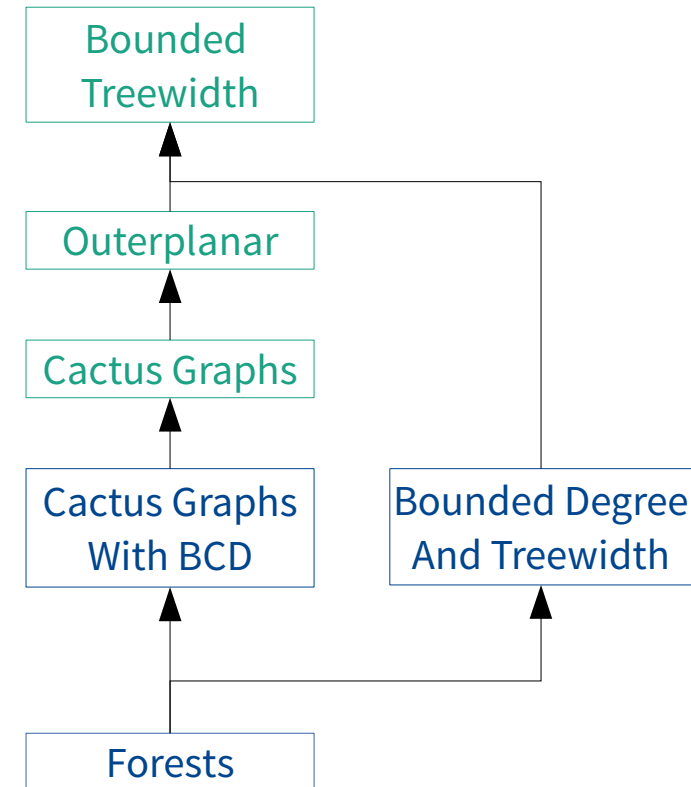 Bounded
Treewidth
Outerplanar
Cactus Graphs
Cactus Graphs
With BCD
Bounded Degree
And Treewidth
Forests